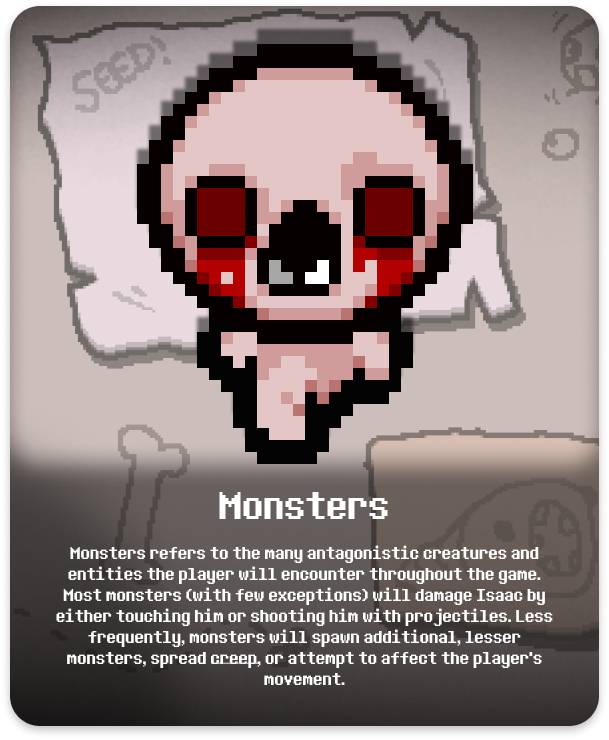 SEED!
Monsters
Monsters refers to the many antagonistic creatures and
entities the player will encounter throughout the game.
Most monsters (with few exceptions) will damage Isaac by
either touching him or shooting him with projectiles. Less
frequently, monsters will spawn additional, lesser
monsters, spread creep, or attempt to affect the player's
movement.